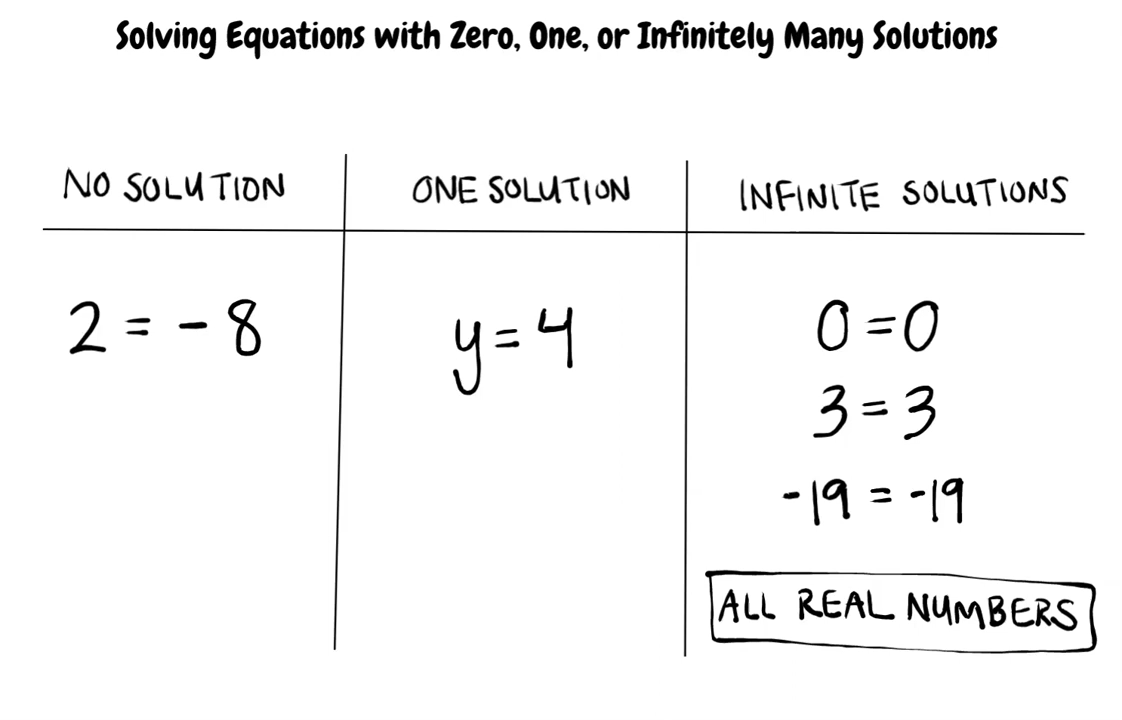 Solving Equations with Zero, One, or Infinitely Many Solutions
NO SOLUTION
ONE SOLUTION
INFINITE SOLUTIONS
2 = -8
y = 4
0 = 0
3 = 3
-19 = -19
ALL REAL NUMBERS